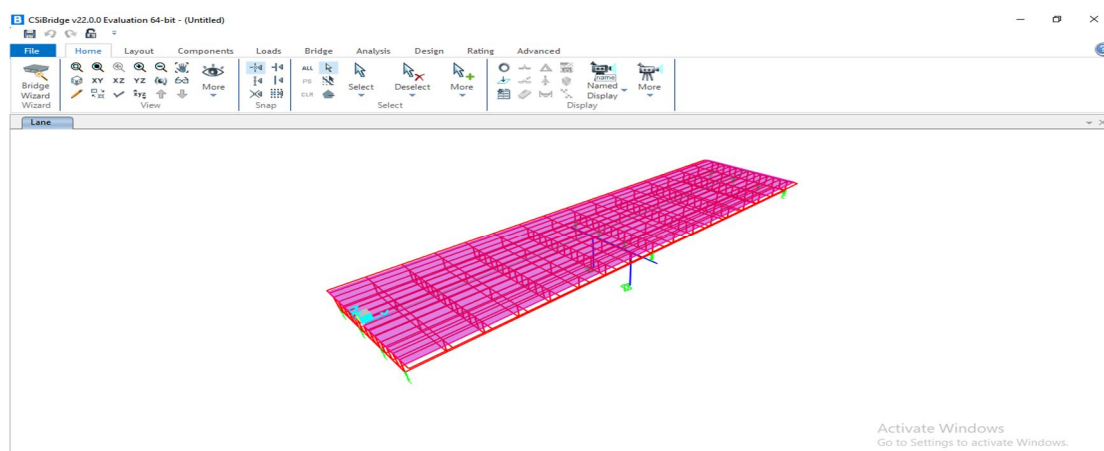 B CSiBridge v22.0.0 Evaluation 64-bit - (Untitled)
File Home Layout Components Loads Bridge Analysis Design Rating Advanced
Bridge Wizard
XY XZ YZ
More
ALL
PS
CLR
Select
Deselect
More
name
Named Display
More
Wizard View Snap Select Display
Lane
Activate Windows
Go to Settings to activate Windows.